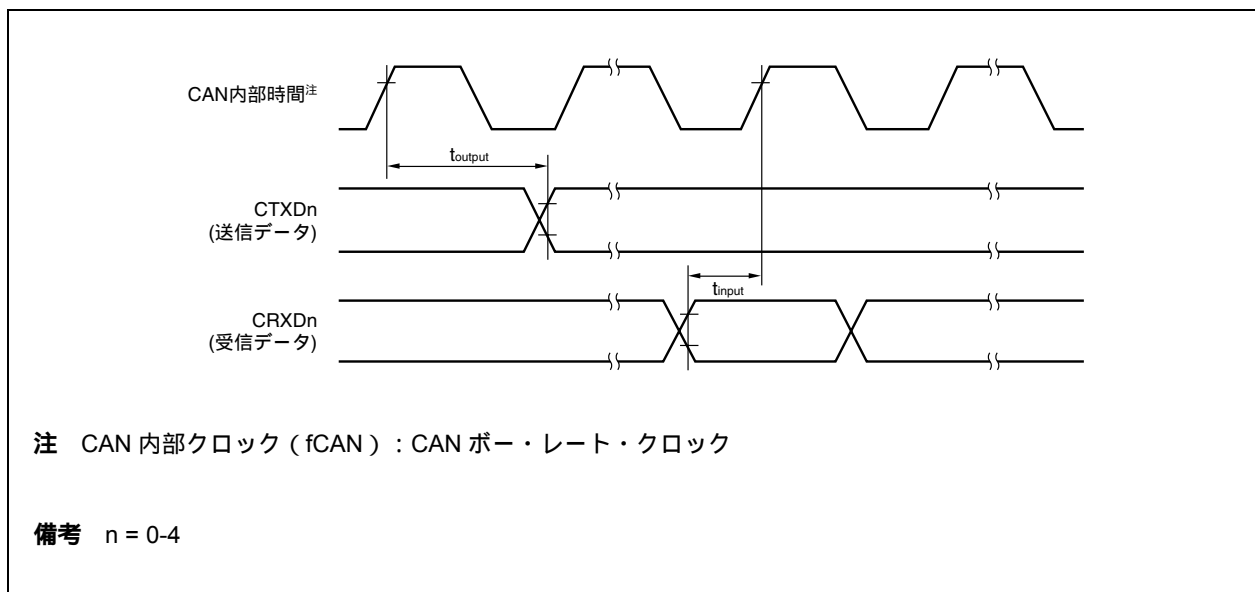 CAN内部時間注
toutput
CTXDn
(送信データ)
tinput
CRXDn
(受信データ)
注 CAN 内部クロック（fCAN）：CAN ボー・レート・クロック
備考 n = 0-4